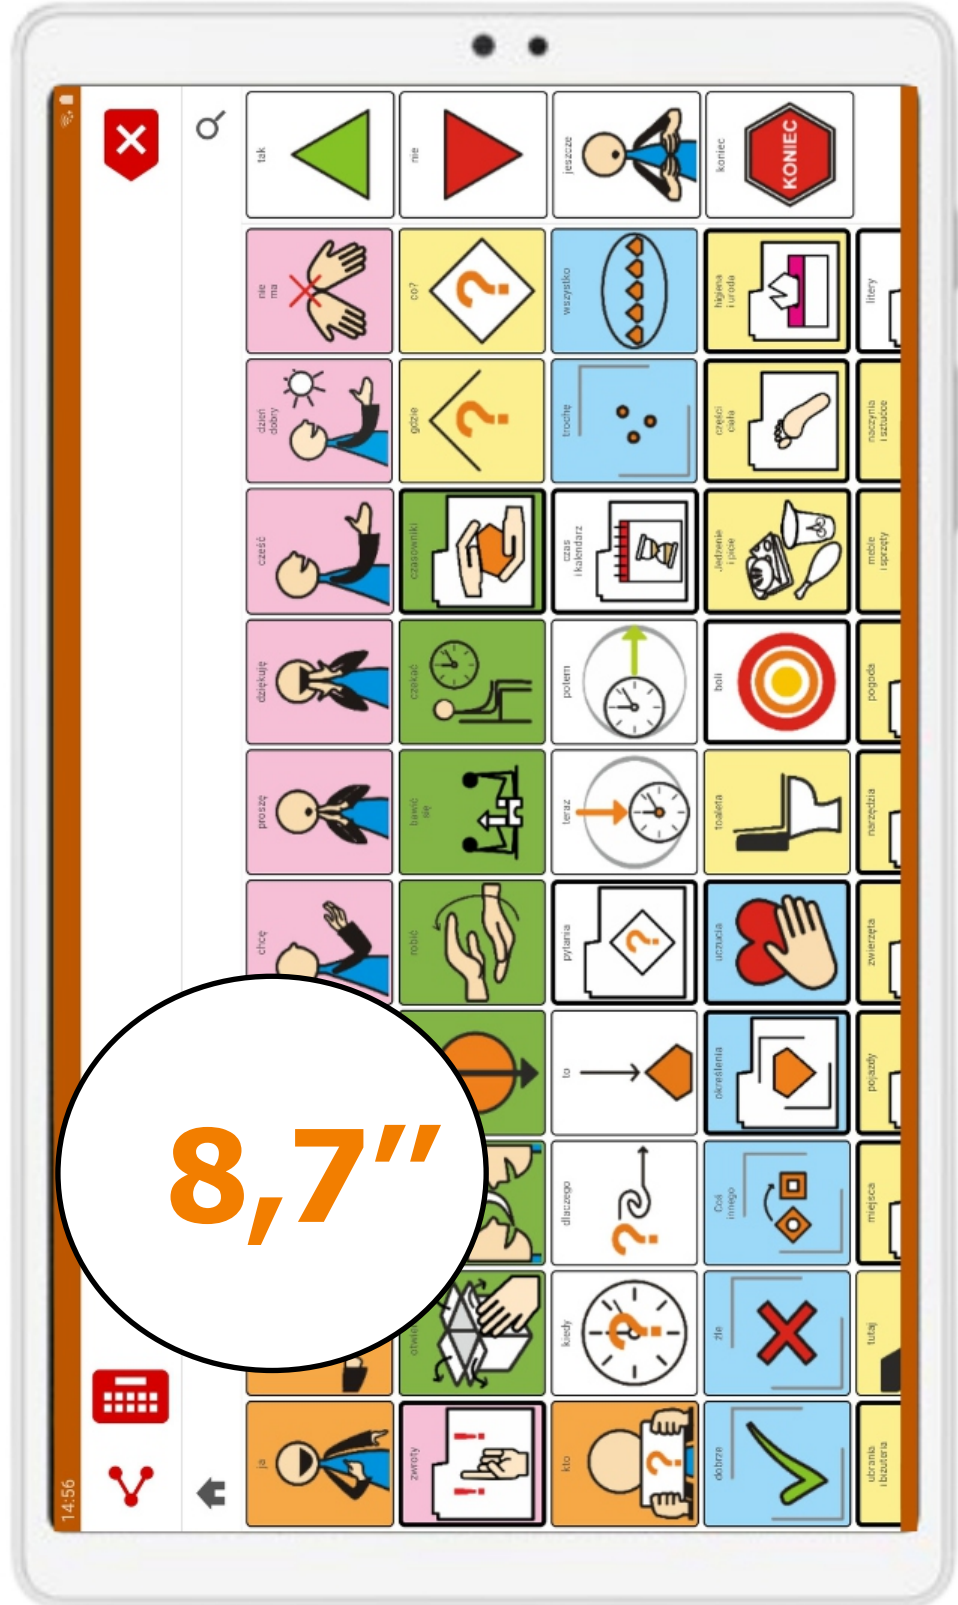 14:56
ja
chcę
proszę
dziękuję
cześć
dzień
dobry
nie
ma
tak
zwroty
robić
bawić
się
czekać
czasowniki
gdzie
co?
nie
kto
kiedy
dlaczego
to
pytania
teraz
potem
czas
i kalendarz
trochę
wszystko
jeszcze
dobrze
źle
Coś
innego
określenia
uczucia
toaleta
boli
Jedzenie
i picie
części
ciała
higiena
i uroda
koniec
KONIEC
ubrania
i biżuteria
tutaj
miejsca
pojazdy
zwierzęta
narzędzia
pogoda
meble
i sprzęty
naczynia
i sztućce
litery
8,7”